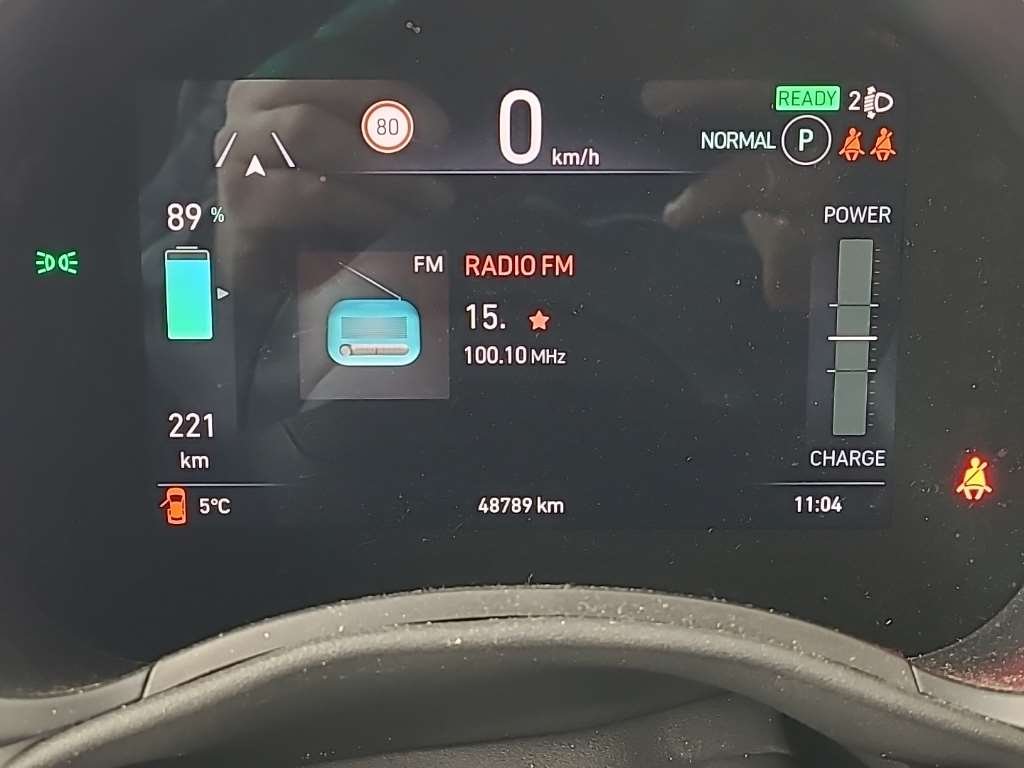 READY 2
80
0 km/h
NORMAL P
89 %
POWER
FM RADIO FM
15.
100.10 MHz
221
km
CHARGE
5°C
48789 km
11:04